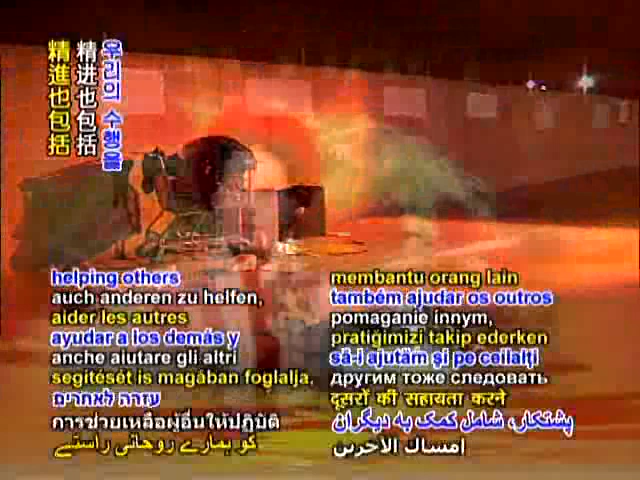 우리의 수행을
精进也包括
精進也包括
helping others
auch anderen zu helfen,
aider les autres
ayudar a los demás y
anche aiutare gli altri
segítését is magában foglalja,
עזרה לאחרים
การช่วยเหลือผู้อื่นให้ปฏิบัติ
کو ہمارے روحانی راستے
membantu orang lain
também ajudar os outros
pomaganie innym,
pratiğimizi takip ederken
să-i ajutăm şi pe ceilalţi
другим тоже следовать
दूसरों की सहायता करने
پشتکار، شامل کمک به دیگران
إمساك الآخرين